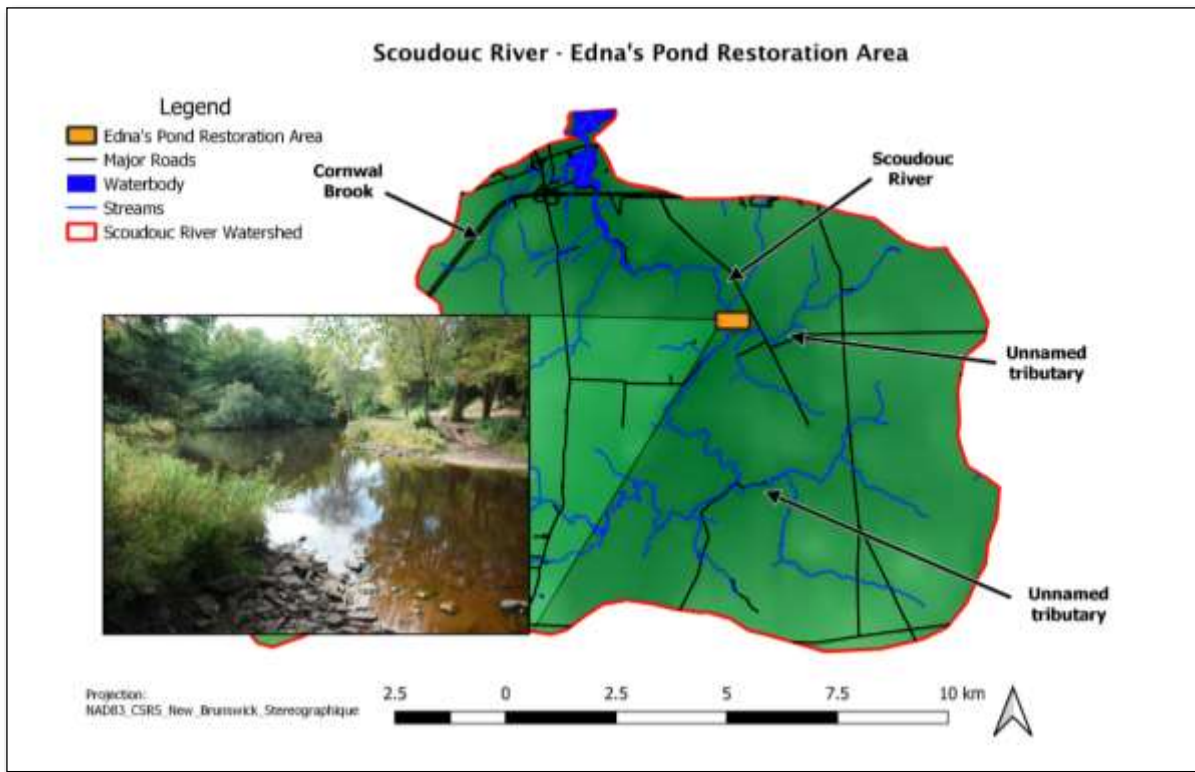 Scoudouc River - Edna's Pond Restoration Area
Legend
Edna's Pond Restoration Area
Major Roads
Waterbody
Streams
Scoudouc River Watershed
Cornwal
Brook
Scoudouc
River
Unnamed
tributary
Unnamed
tributary
Projection:
NAD83_CSRS_New_Brunswick_Stereographique
2.5 0 2.5 5 7.5 10 km